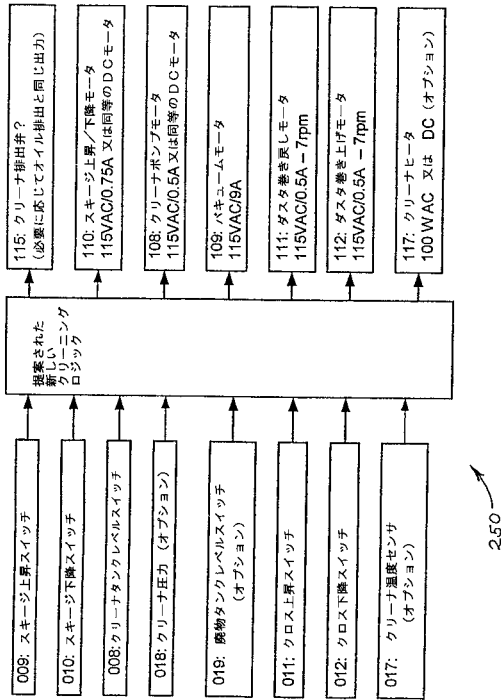 009: スキージ上昇スイッチ
010: スキージ下降スイッチ
008:クリーナタンクレベルスイッチ
018: クリーナ圧力 (オプション)
019: 廃物タンクレベルスイッチ
(オプション)
011: クロス上昇スイッチ
012: クロス下降スイッチ
017: クリーナ温度センサ
(オプション)
提案された
新しい
クリーニング
ロジック
115: クリーナ排出弁?
(必要に応じてオイル排出と同じ出力)
110: スキージ上昇/下降モータ
115VAC/0.75A 又は同等のDCモータ
108: クリーナポンプモータ
115VAC/0.5A 又は同等のDCモータ
109: バキュームモータ
115VAC/9A
111: ダスタ巻き戻しモータ
115VAC/0.5A – 7rpm
112: ダスタ巻き上げモータ
115VAC/0.5A – 7rpm
117: クリーナヒータ
100 W AC 又は DC (オプション)
250